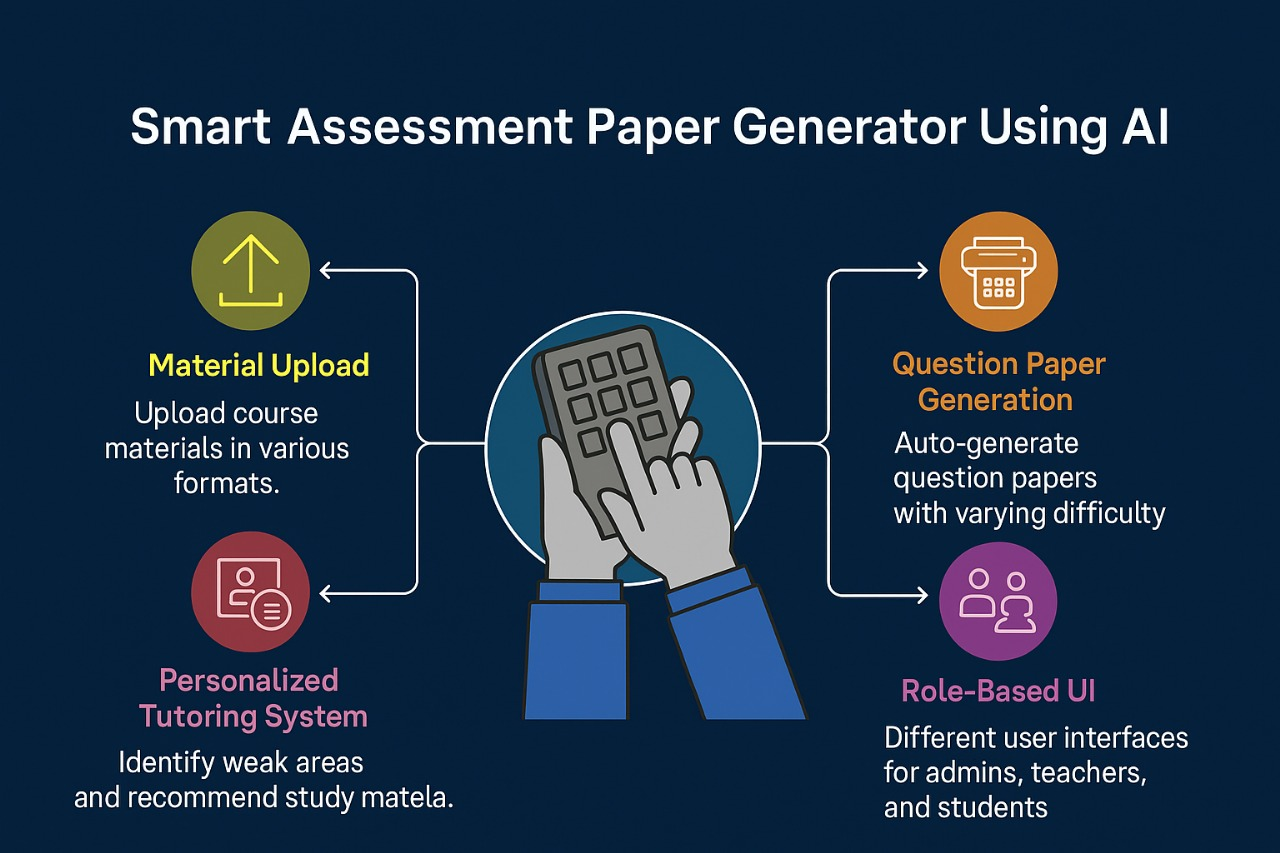 Smart Assessment Paper Generator Using AI
Material Upload
Upload course
materials in various
formats.
Personalized
Tutoring System
Identify weak areas
and recommend study matela.
Question Paper
Generation
Auto-generate
question papers
with varying difficulty
Role-Based UI
Different user interfaces
for admins, teachers,
and students